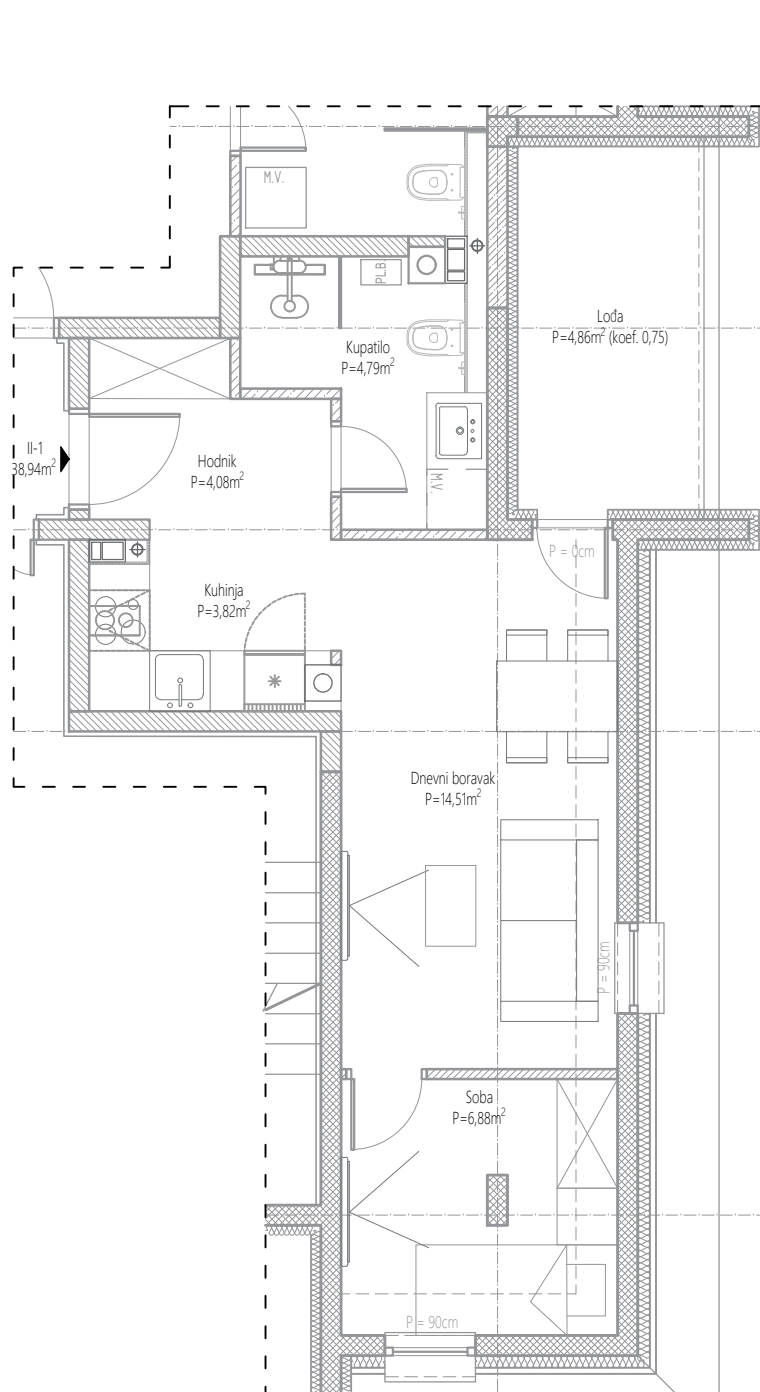 M.V.
PLB.
Kupatilo
P=4,79m²
Lođa
P=4,86m² (koef. 0,75)
II-1
38,94m²
Hodnik
P=4,08m²
M.V.
P = 0cm
Kuhinja
P=3,82m²
Dnevni boravak
P=14,51m²
P = 90cm
Soba
P=6,88m²
P = 90cm